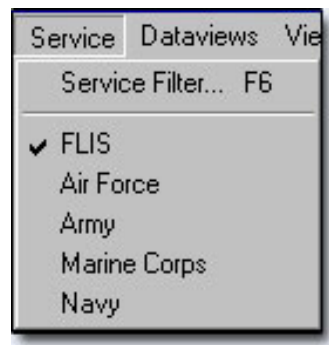 Service Dataviews Vie
Service Filter... F6
FLIS
Air Force
Army
Marine Corps
Navy